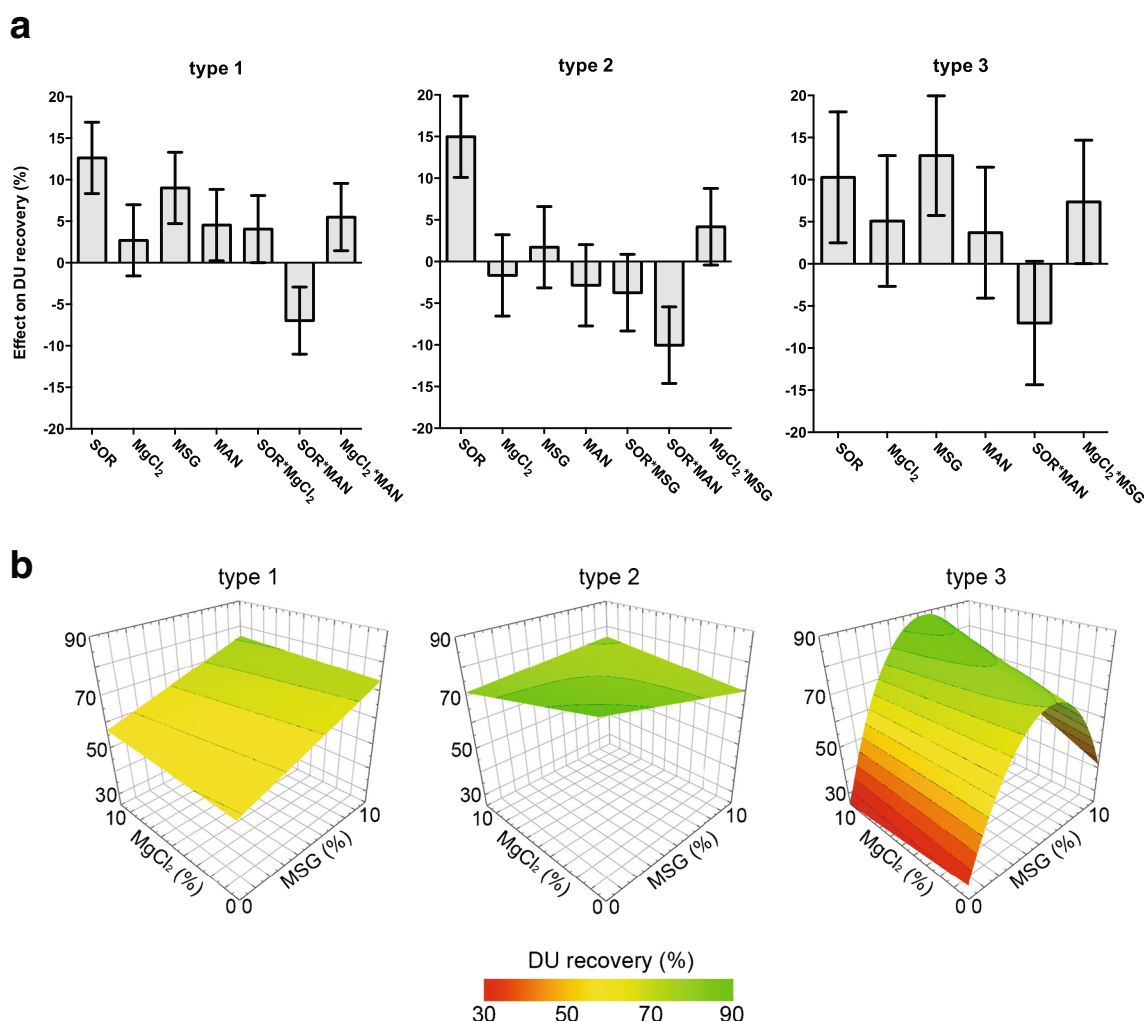 a
type 1
type 2
type 3
Effect on DU recovery (%)
20
15
10
5
0
-5
-10
-15
-20
SOR
MgCl₂
MSG
MAN
SOR*MgCl₂
SOR*MAN
MgCl₂*MAN
20
15
10
5
0
-5
-10
-15
-20
SOR
MgCl₂
MSG
MAN
SOR*MSG
SOR*MAN
MgCl₂*MSG
20
15
10
5
0
-5
-10
-15
-20
SOR
MgCl₂
MSG
MAN
SOR*MAN
MgCl₂*MSG
b
type 1
type 2
type 3
90
70
50
30
10
MgCl₂ (%)
0 0
MSG (%)
10
90
70
50
30
10
MgCl₂ (%)
0 0
MSG (%)
10
90
70
50
30
10
MgCl₂ (%)
0 0
MSG (%)
10
DU recovery (%)
30 50 70 90